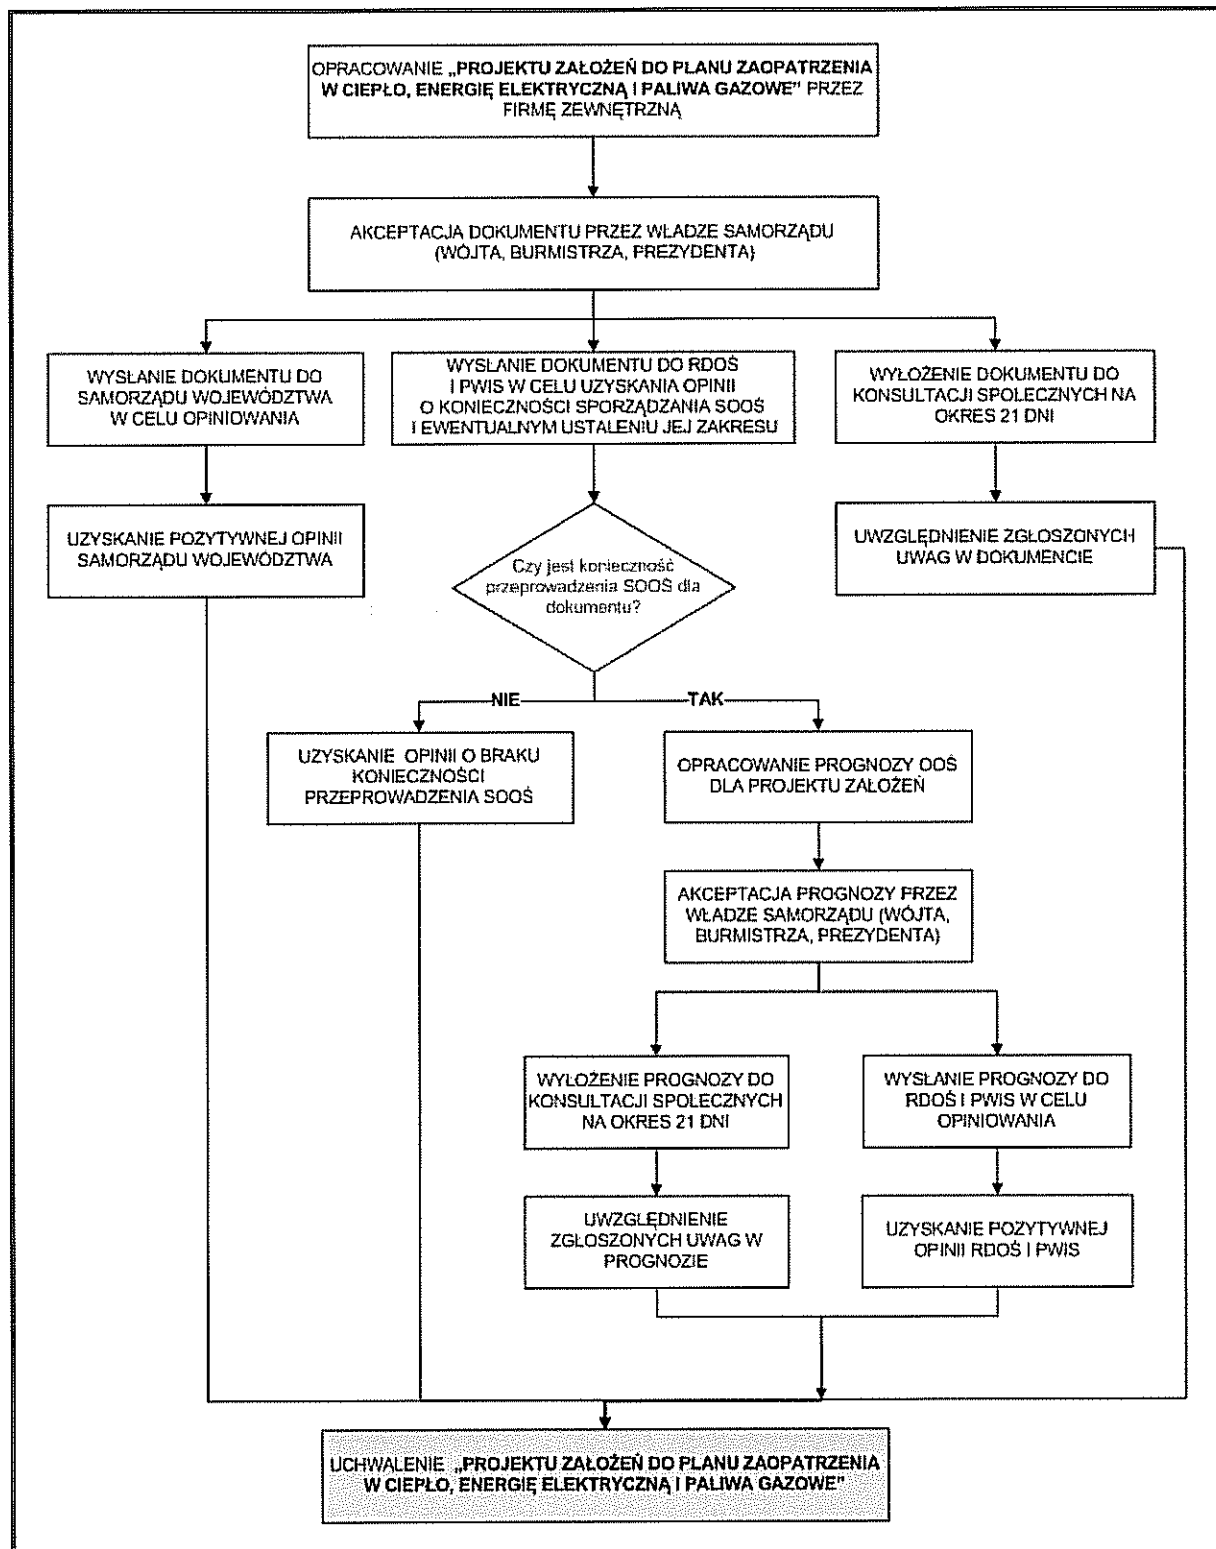 OPRACOWANIE „PROJEKTU ZAŁOŻEŃ DO PLANU ZAOPATRZENIA
W CIEPŁO, ENERGIĘ ELEKTRYCZNĄ I PALIWA GAZOWE" PRZEZ
FIRMĘ ZEWNĘTRZNĄ
AKCEPTACJA DOKUMENTU PRZEZ WŁADZE SAMORZĄDU
(WÓJTA, BURMISTRZA, PREZYDENTA)
WYSŁANIE DOKUMENTU DO
SAMORZĄDU WOJEWÓDZTWA
W CELU OPINIOWANIA
WYSŁANIE DOKUMENTU DO RDOŚ
I PWIS W CELU UZYSKANIA OPINII
O KONIECZNOŚCI SPORZĄDZANIA SOOŚ
I EWENTUALNYM USTALENIU JEJ ZAKRESU
WYŁOŻENIE DOKUMENTU DO
KONSULTACJI SPOŁECZNYCH NA
OKRES 21 DNI
UZYSKANIE POZYTYWNEJ OPINII
SAMORZĄDU WOJEWÓDZTWA
Czy jest konieczność
przeprowadzenia SOOŚ dla
dokumentu?
UWZGLĘDNIENIE ZGŁOSZONYCH
UWAG W DOKUMENCIE
NIE
TAK
UZYSKANIE OPINII O BRAKU
KONIECZNOŚCI
PRZEPROWADZENIA SOOŚ
OPRACOWANIE PROGNOZY OOŚ
DLA PROJEKTU ZAŁOŻEŃ
AKCEPTACJA PROGNOZY PRZEZ
WŁADZE SAMORZĄDU (WÓJTA,
BURMISTRZA, PREZYDENTA)
WYŁOŻENIE PROGNOZY DO
KONSULTACJI SPOŁECZNYCH
NA OKRES 21 DNI
WYSŁANIE PROGNOZY DO
RDOŚ I PWIS W CELU
OPINIOWANIA
UWZGLĘDNIENIE
ZGŁOSZONYCH UWAG W
PROGNOZIE
UZYSKANIE POZYTYWNEJ
OPINII RDOŚ I PWIS
UCHWALENIE „PROJEKTU ZAŁOŻEŃ DO PLANU ZAOPATRZENIA
W CIEPŁO, ENERGIĘ ELEKTRYCZNĄ I PALIWA GAZOWE"